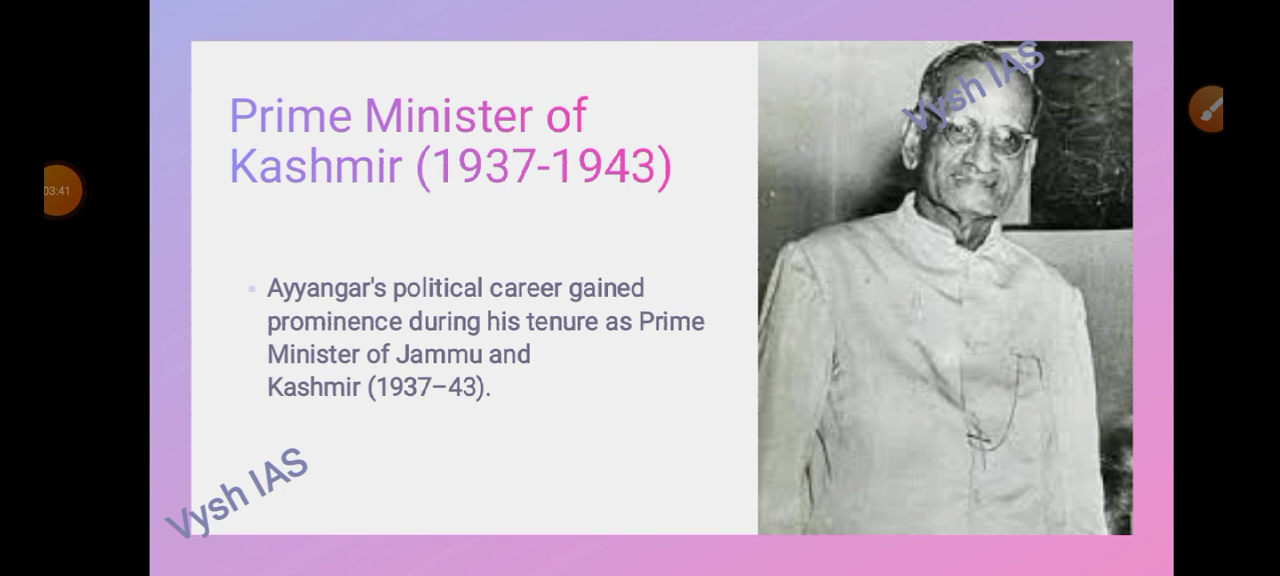 Vysh IAS
Prime Minister of
Kashmir (1937-1943)
03:41
Ayyangar's political career gained
prominence during his tenure as Prime
Minister of Jammu and
Kashmir (1937–43).
Vysh IAS